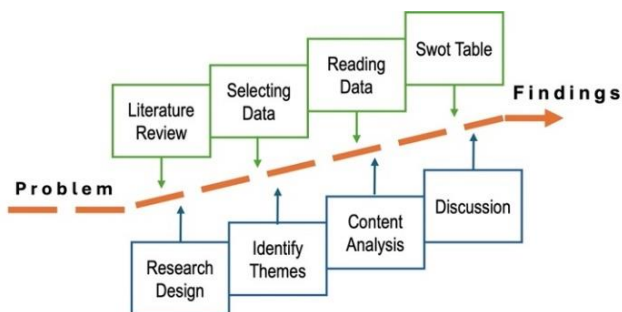 Swot Table
Reading
Data
Selecting
Data
Literature
Review
Findings
Problem
Discussion
Content
Analysis
Identify
Themes
Research
Design